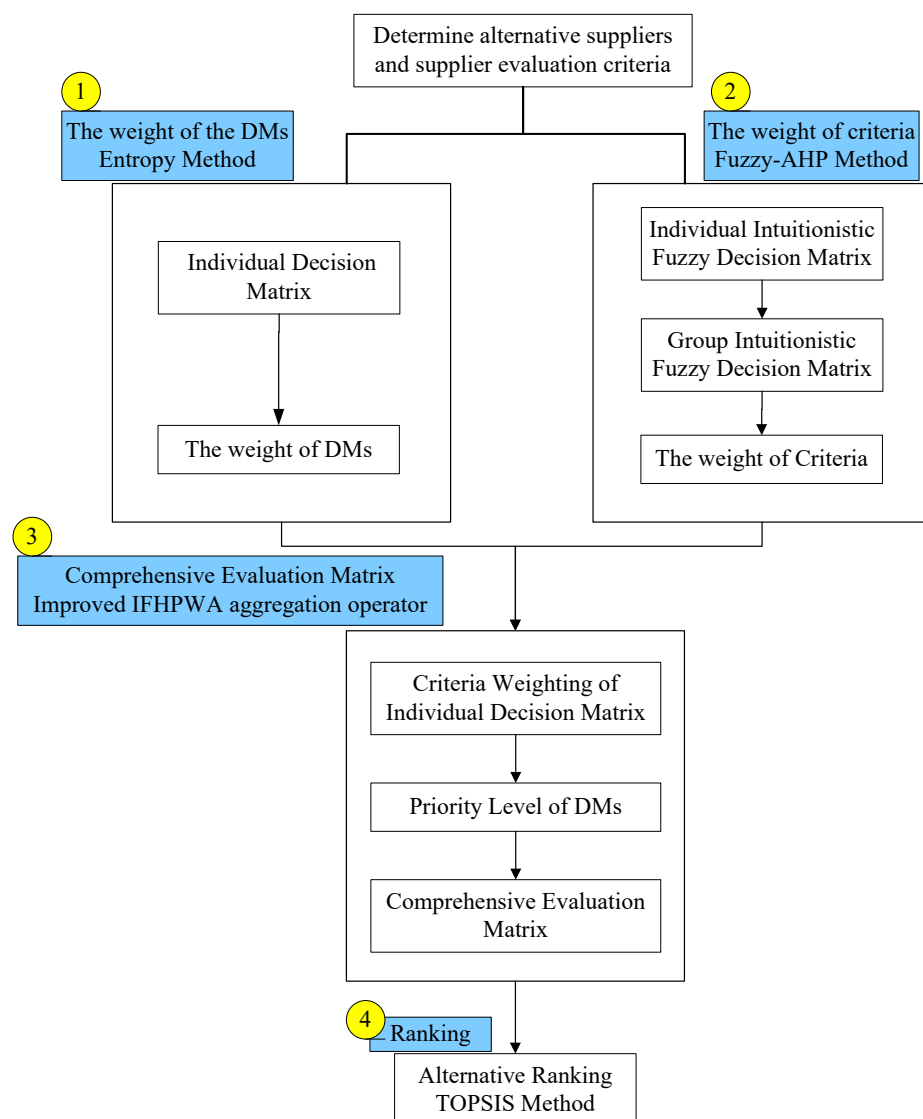 Determine alternative suppliers
and supplier evaluation criteria
1
The weight of the DMs
Entropy Method
2
The weight of criteria
Fuzzy-AHP Method
Individual Decision
Matrix
The weight of DMs
Individual Intuitionistic
Fuzzy Decision Matrix
Group Intuitionistic
Fuzzy Decision Matrix
The weight of Criteria
3
Comprehensive Evaluation Matrix
Improved IFHPWA aggregation operator
Criteria Weighting of
Individual Decision Matrix
Priority Level of DMs
Comprehensive Evaluation
Matrix
4
Ranking
Alternative Ranking
TOPSIS Method